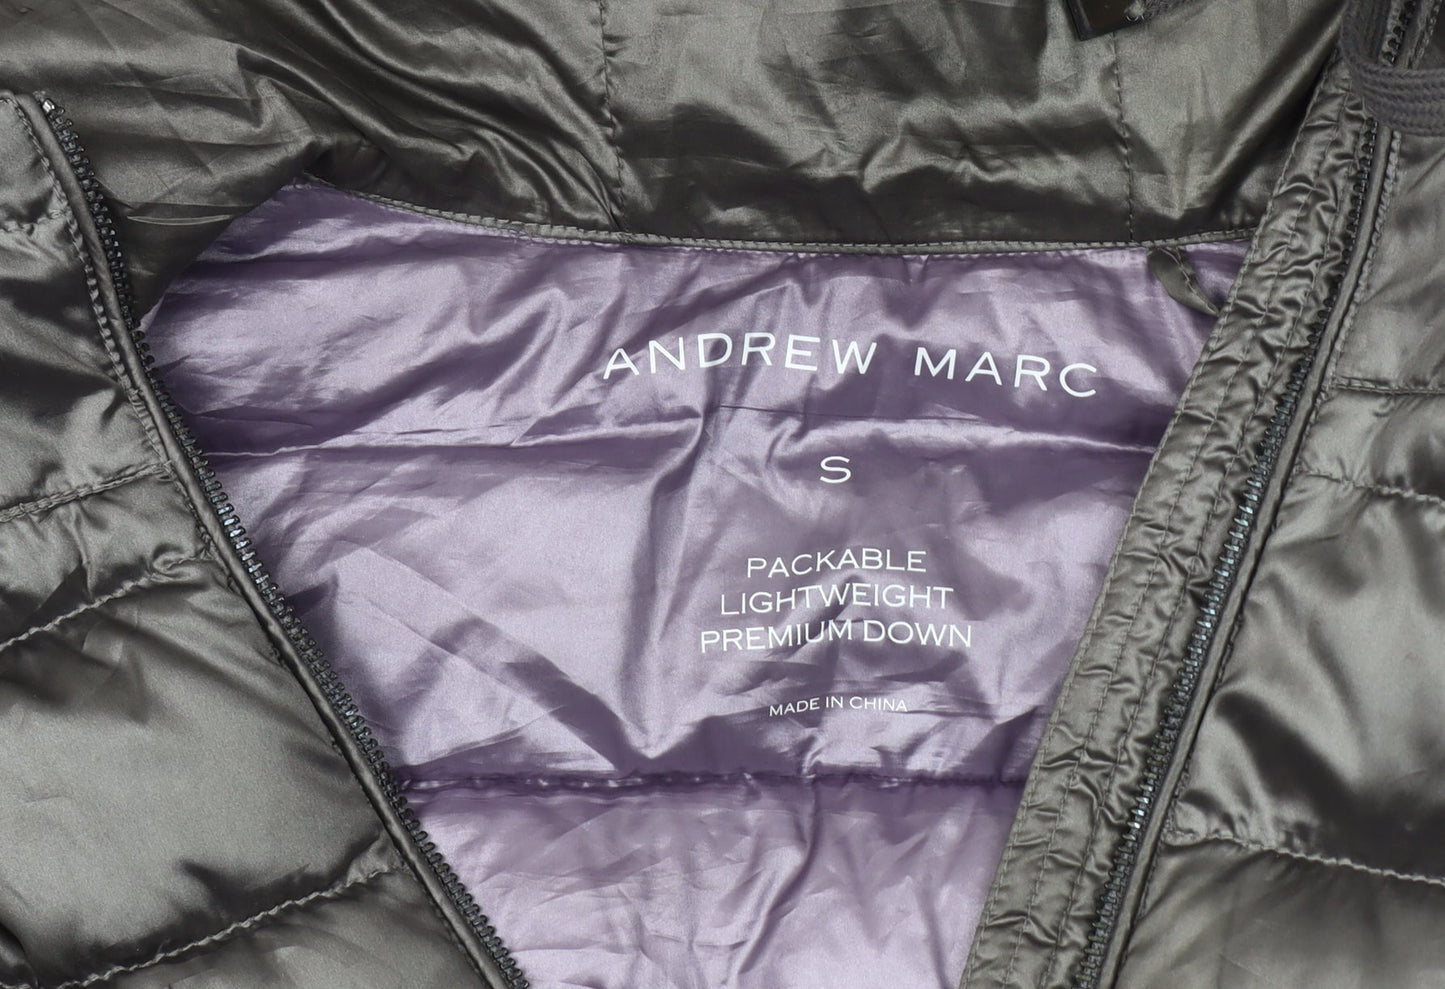 ANDREW MARC
S
PACKABLE
LIGHTWEIGHT
PREMIUM DOWN
MADE IN CHINA